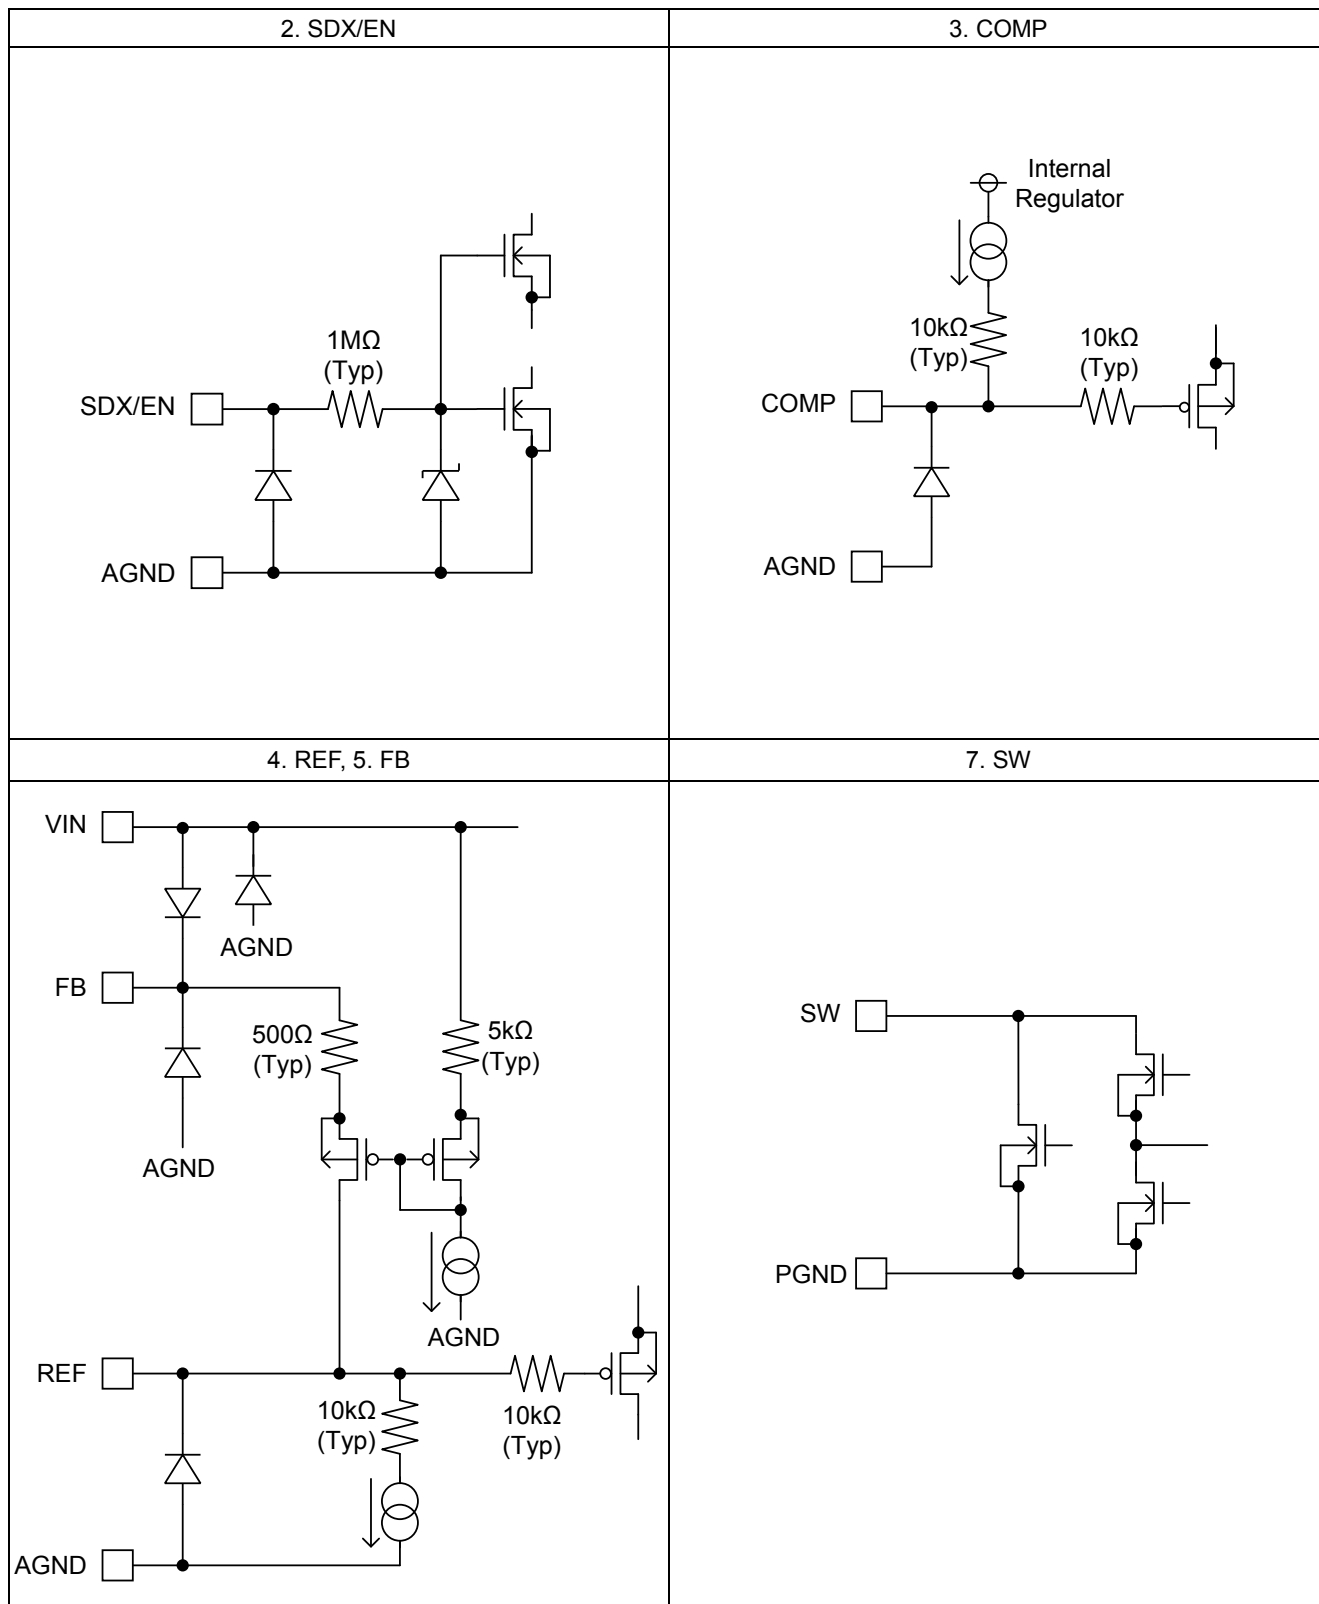 2. SDX/EN
3. COMP
1MΩ
(Typ)
SDX/EN
AGND
Internal
Regulator
10kΩ
(Typ)
10kΩ
(Typ)
COMP
AGND
4. REF, 5. FB
7. SW
VIN
AGND
FB
500Ω
(Typ)
5kΩ
(Typ)
AGND
AGND
REF
10kΩ
(Typ)
10kΩ
(Typ)
AGND
SW
PGND